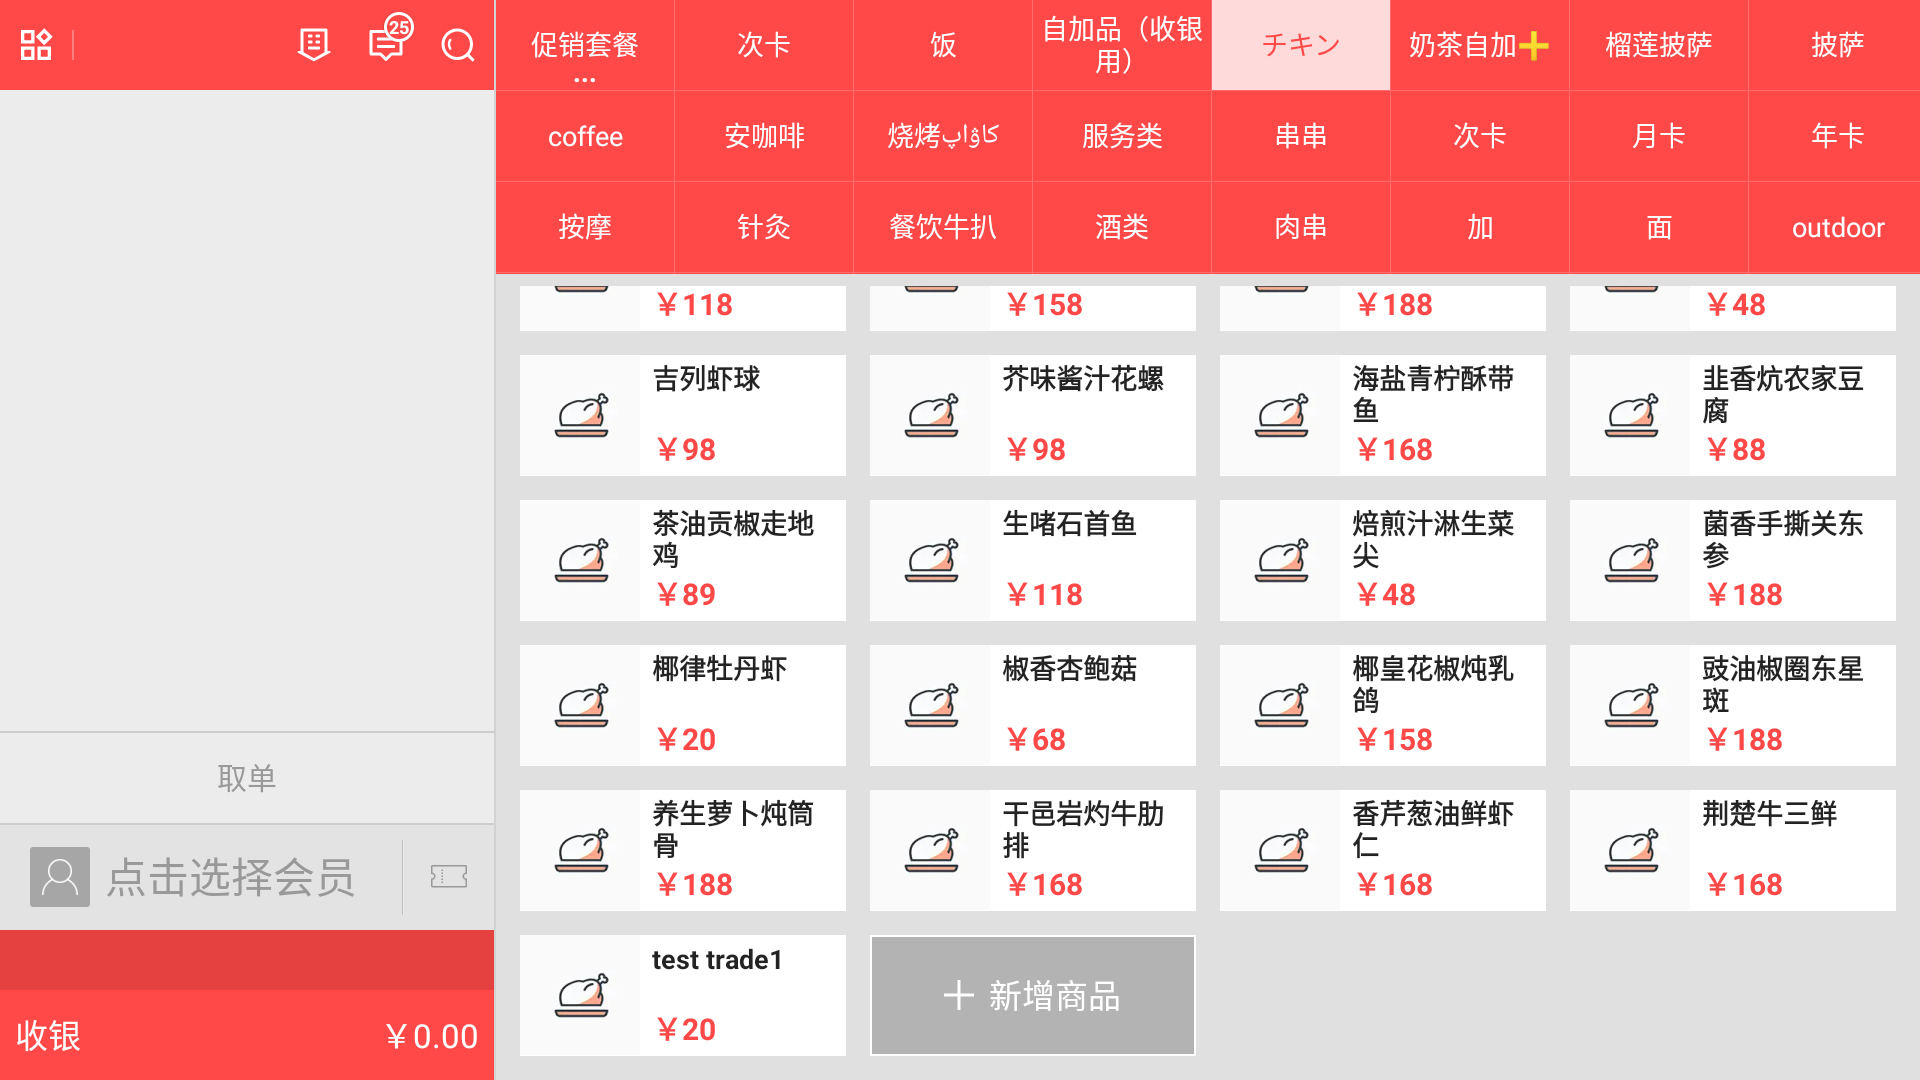 25
促销套餐
...
次卡
饭
自加品（收银
用）
チキン
奶茶自加➕
榴莲披萨
披萨
coffee
安咖啡
烧烤كاۋاپ
服务类
串串
次卡
月卡
年卡
按摩
针灸
餐饮牛扒
酒类
肉串
加
面
outdoor
￥118
￥158
￥188
￥48
吉列虾球
￥98
芥味酱汁花螺
￥98
海盐青柠酥带
鱼
￥168
韭香炕农家豆
腐
￥88
茶油贡椒走地
鸡
￥89
生啫石首鱼
￥118
焙煎汁淋生菜
尖
￥48
菌香手撕关东
参
￥188
椰律牡丹虾
￥20
椒香杏鲍菇
￥68
椰皇花椒炖乳
鸽
￥158
豉油椒圈东星
斑
￥188
养生萝卜炖筒
骨
￥188
干邑岩灼牛肋
排
￥168
香芹葱油鲜虾
仁
￥168
荆楚牛三鲜
￥168
test trade1
￥20
新增商品
取单
点击选择会员
收银
￥0.00